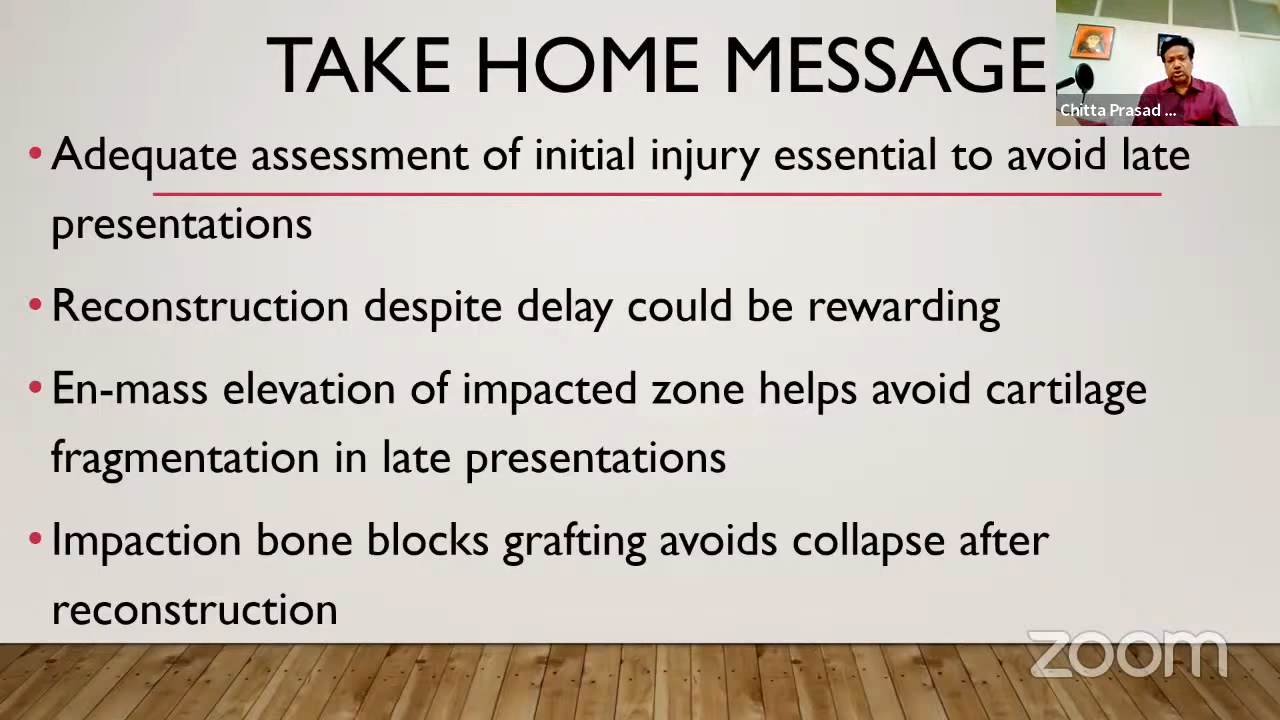 TAKE HOME MESSAGE
Chitta Prasad ...
• Adequate assessment of initial injury essential to avoid late
presentations
• Reconstruction despite delay could be rewarding
• En-mass elevation of impacted zone helps avoid cartilage
fragmentation in late presentations
• Impaction bone blocks grafting avoids collapse after
reconstruction
zoom